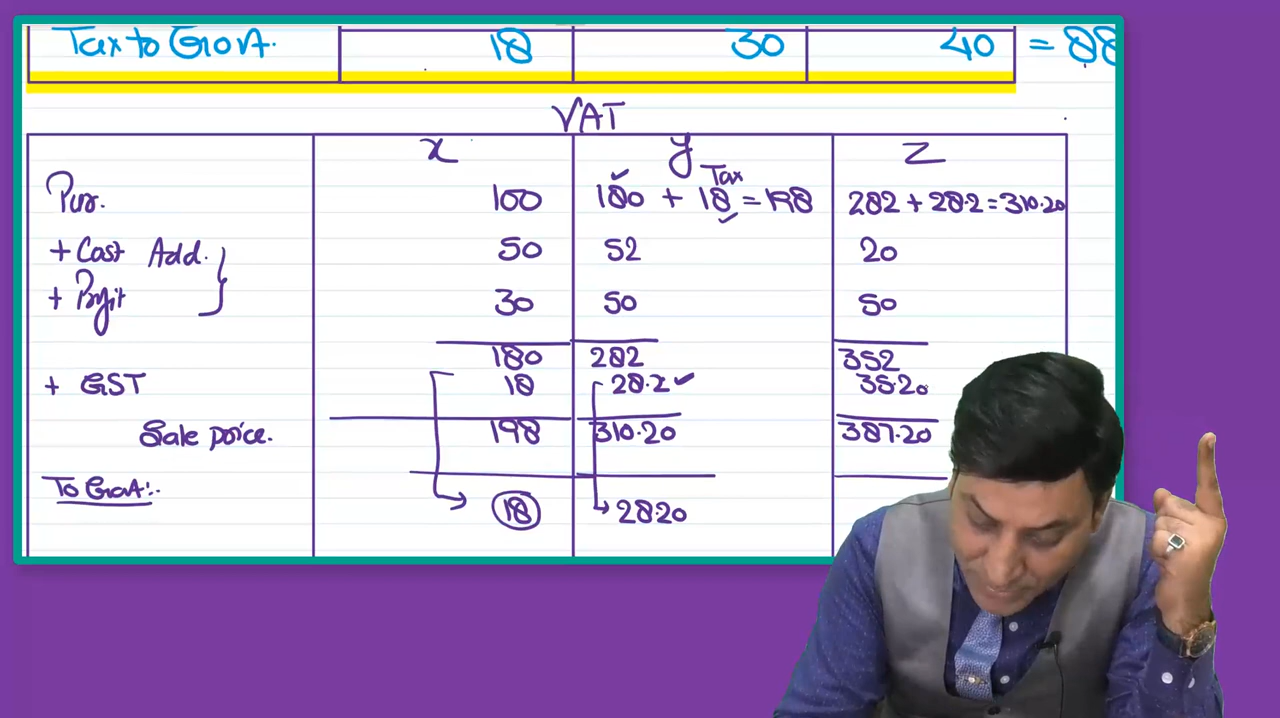 Tax to Govt. 18 30 40 = 88
VAT
x y z
Tax
Pur. 100 180 + 18 = 198 282 + 28.2 = 310.20
+ Cost Add. 50 52 20
+ Profit 30 50 50
180 282 352
+ GST 18 28.2 35.20
Sale price. 198 310.20 387.20
To Govt:- 18 28.20